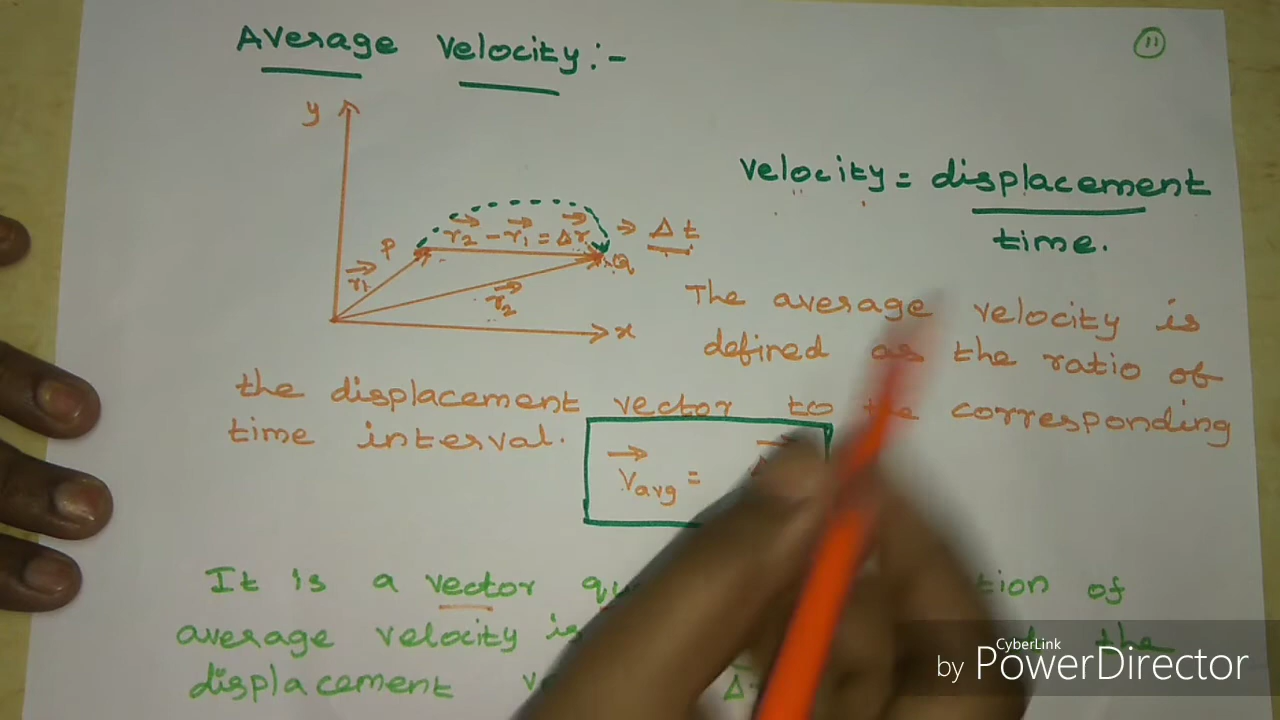 Average velocity:-
11
y
velocity = displacement
time.
P
r2 - r1 = Δr
⇒ Δt
Q
r1
r2
x
The average velocity is
defined as the ratio of
the displacement vector to the corresponding
time interval.
Vavg =
It is a vector of
average velocity is the
displacement
Δ
CyberLink
by PowerDirector